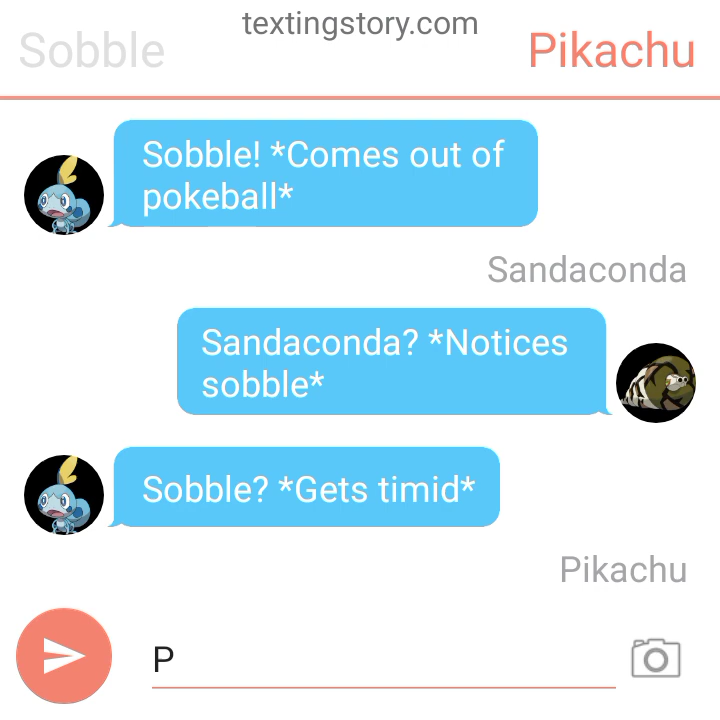 textingstory.com
Sobble
Pikachu
Sobble! *Comes out of
pokeball*
Sandaconda
Sandaconda? *Notices
sobble*
Sobble? *Gets timid*
Pikachu
P